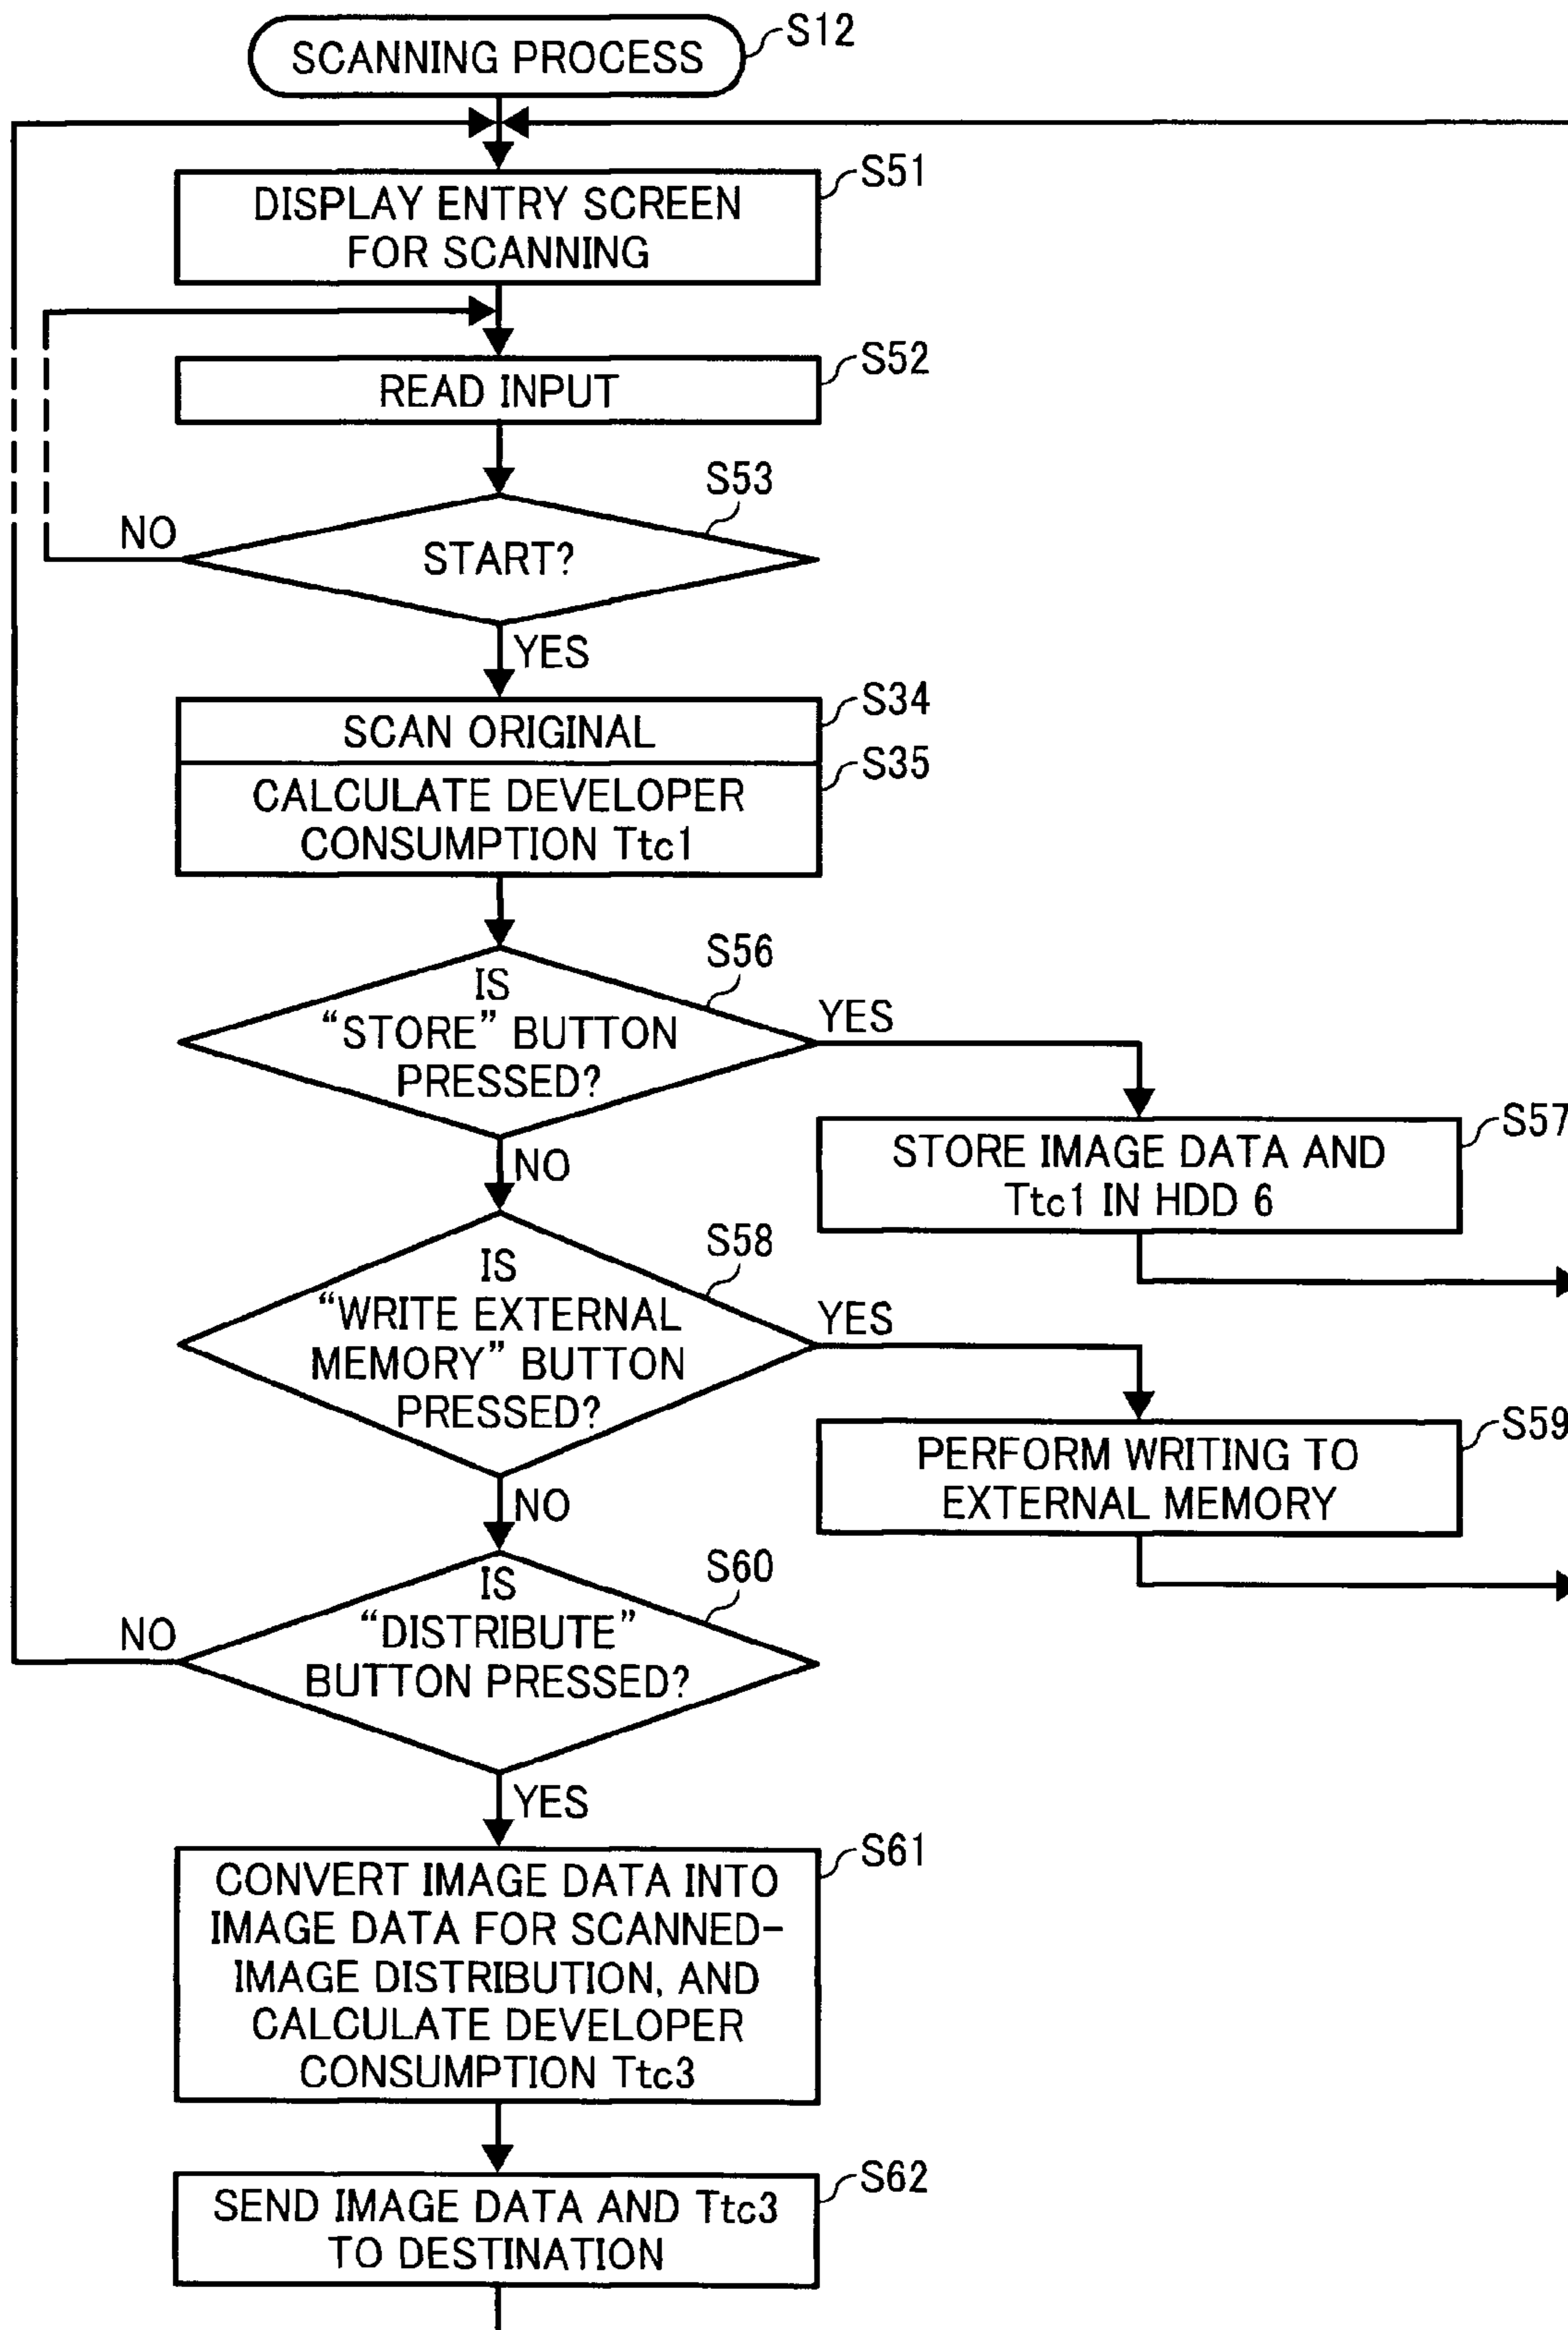 SCANNING PROCESS
S12
S51
DISPLAY ENTRY SCREEN
FOR SCANNING
S52
READ INPUT
S53
NO
START?
YES
S34
SCAN ORIGINAL
S35
CALCULATE DEVELOPER
CONSUMPTION Ttc1
S56
IS
“STORE” BUTTON
PRESSED?
YES
NO
S57
STORE IMAGE DATA AND
Ttc1 IN HDD 6
S58
IS
“WRITE EXTERNAL
MEMORY” BUTTON
PRESSED?
YES
NO
S59
PERFORM WRITING TO
EXTERNAL MEMORY
S60
IS
“DISTRIBUTE”
BUTTON PRESSED?
NO
YES
S61
CONVERT IMAGE DATA INTO
IMAGE DATA FOR SCANNED-
IMAGE DISTRIBUTION, AND
CALCULATE DEVELOPER
CONSUMPTION Ttc3
S62
SEND IMAGE DATA AND Ttc3
TO DESTINATION